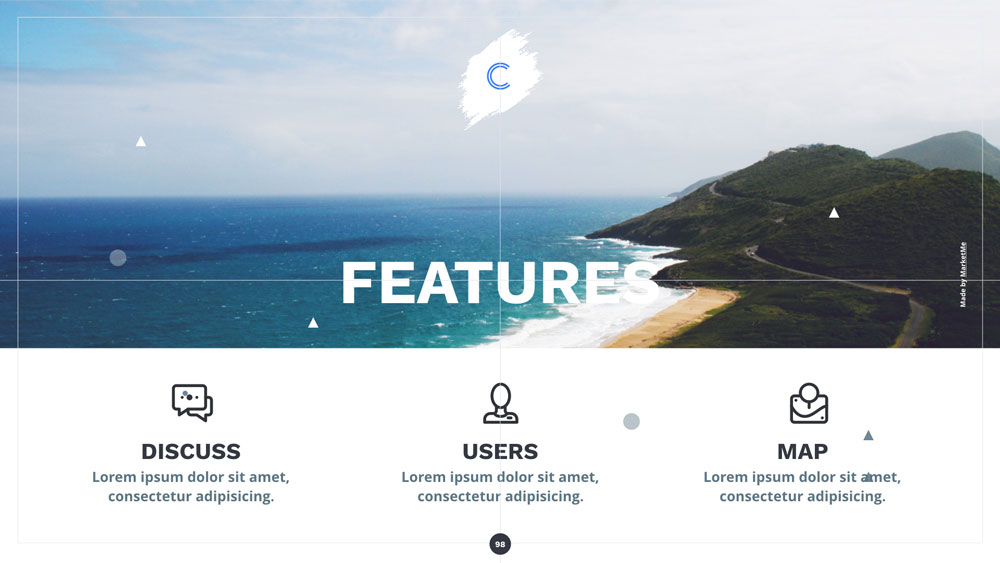 C
FEATURES
Made by MarketMe
DISCUSS
Lorem ipsum dolor sit amet,
consectetur adipisicing.
USERS
Lorem ipsum dolor sit amet,
consectetur adipisicing.
MAP
Lorem ipsum dolor sit amet,
consectetur adipisicing.
98